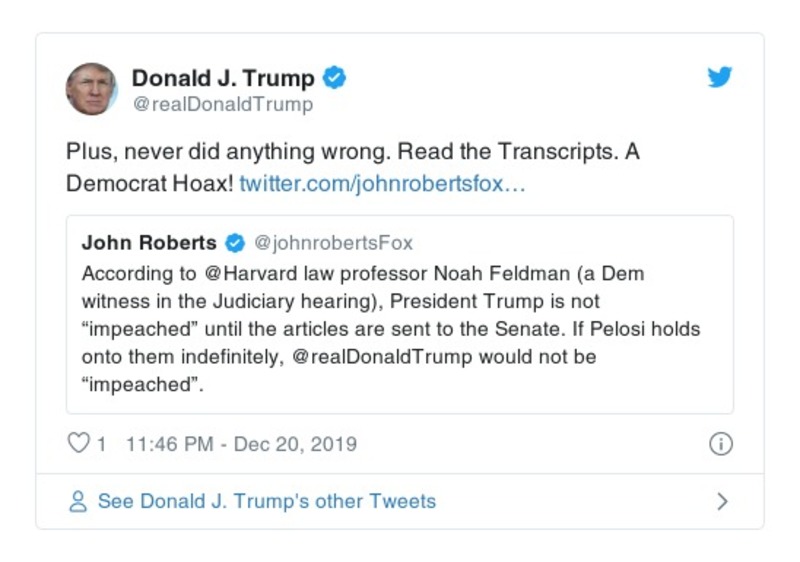 Donald J. Trump
@realDonaldTrump
Plus, never did anything wrong. Read the Transcripts. A
Democrat Hoax! twitter.com/johnrobertsfox…
John Roberts @johnrobertsFox
According to @Harvard law professor Noah Feldman (a Dem
witness in the Judiciary hearing), President Trump is not
“impeached” until the articles are sent to the Senate. If Pelosi holds
onto them indefinitely, @realDonaldTrump would not be
“impeached”.
1 11:46 PM - Dec 20, 2019
See Donald J. Trump's other Tweets